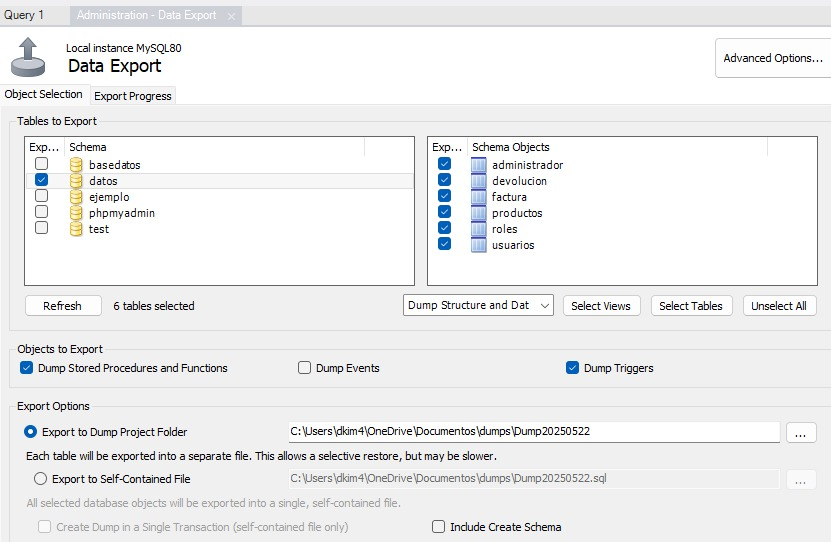 Query 1
Administration - Data Export
Local instance MySQL80
Data Export
Advanced Options...
Object Selection
Export Progress
Tables to Export
Exp... Schema
basedatos
datos
ejemplo
phpmyadmin
test
Exp... Schema Objects
administrador
devolucion
factura
productos
roles
usuarios
Refresh
6 tables selected
Dump Structure and Dat
Select Views
Select Tables
Unselect All
Objects to Export
Dump Stored Procedures and Functions
Dump Events
Dump Triggers
Export Options
Export to Dump Project Folder
C:\Users\dkim4\OneDrive\Documentos\dumps\Dump20250522
...
Each table will be exported into a separate file. This allows a selective restore, but may be slower.
Export to Self-Contained File
C:\Users\dkim4\OneDrive\Documentos\dumps\Dump20250522.sql
...
All selected database objects will be exported into a single, self-contained file.
Create Dump in a Single Transaction (self-contained file only)
Include Create Schema